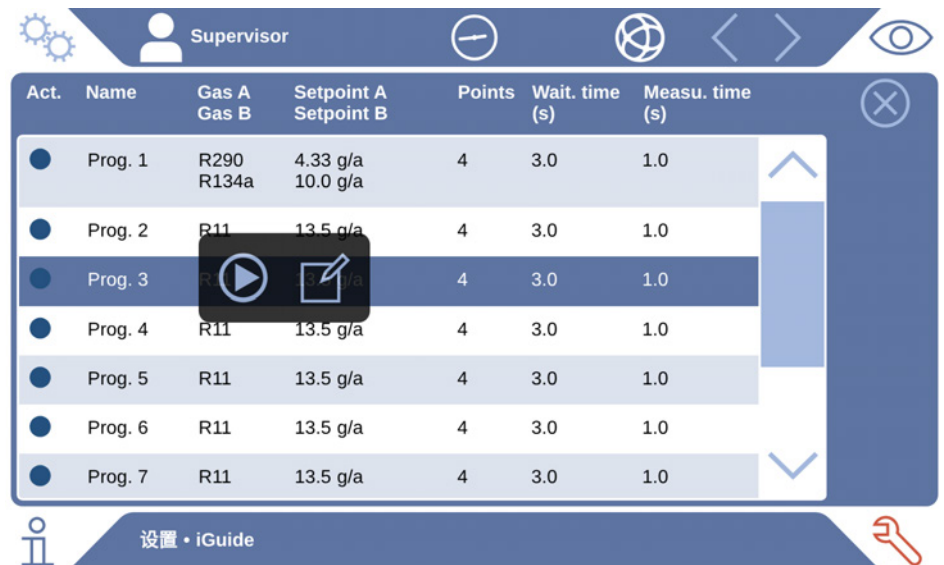 Supervisor
Act. Name Gas A Setpoint A Points Wait. time Measu. time
Gas B Setpoint B (s) (s)
Prog. 1 R290 4.33 g/a 4 3.0 1.0
R134a 10.0 g/a
Prog. 2 R11 13.5 g/a 4 3.0 1.0
Prog. 3 R11 13.5 g/a 4 3.0 1.0
Prog. 4 R11 13.5 g/a 4 3.0 1.0
Prog. 5 R11 13.5 g/a 4 3.0 1.0
Prog. 6 R11 13.5 g/a 4 3.0 1.0
Prog. 7 R11 13.5 g/a 4 3.0 1.0
设置 • iGuide